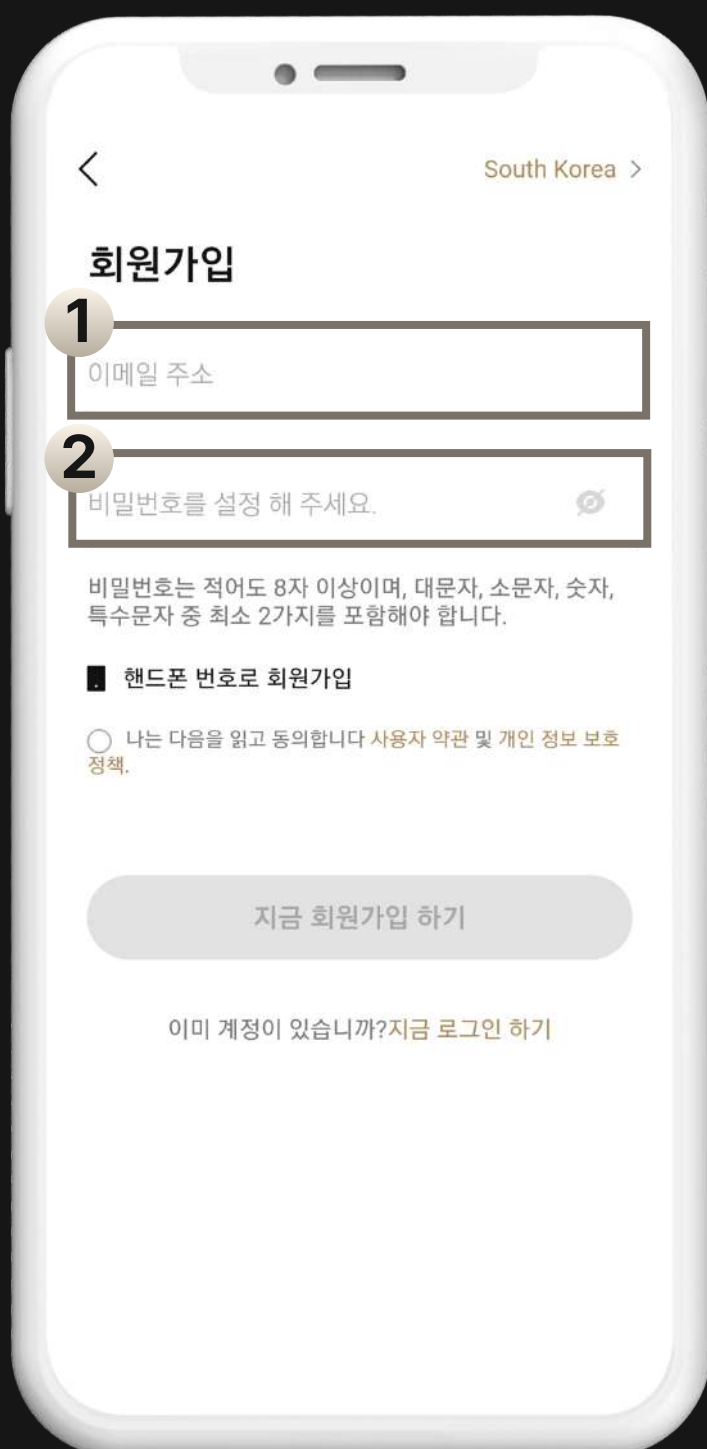 South Korea >
회원가입
1
이메일 주소
2
비밀번호를 설정 해 주세요.
비밀번호는 적어도 8자 이상이며, 대문자, 소문자, 숫자,
특수문자 중 최소 2가지를 포함해야 합니다.
핸드폰 번호로 회원가입
나는 다음을 읽고 동의합니다 사용자 약관 및 개인 정보 보호
정책.
지금 회원가입 하기
이미 계정이 있습니까?지금 로그인 하기